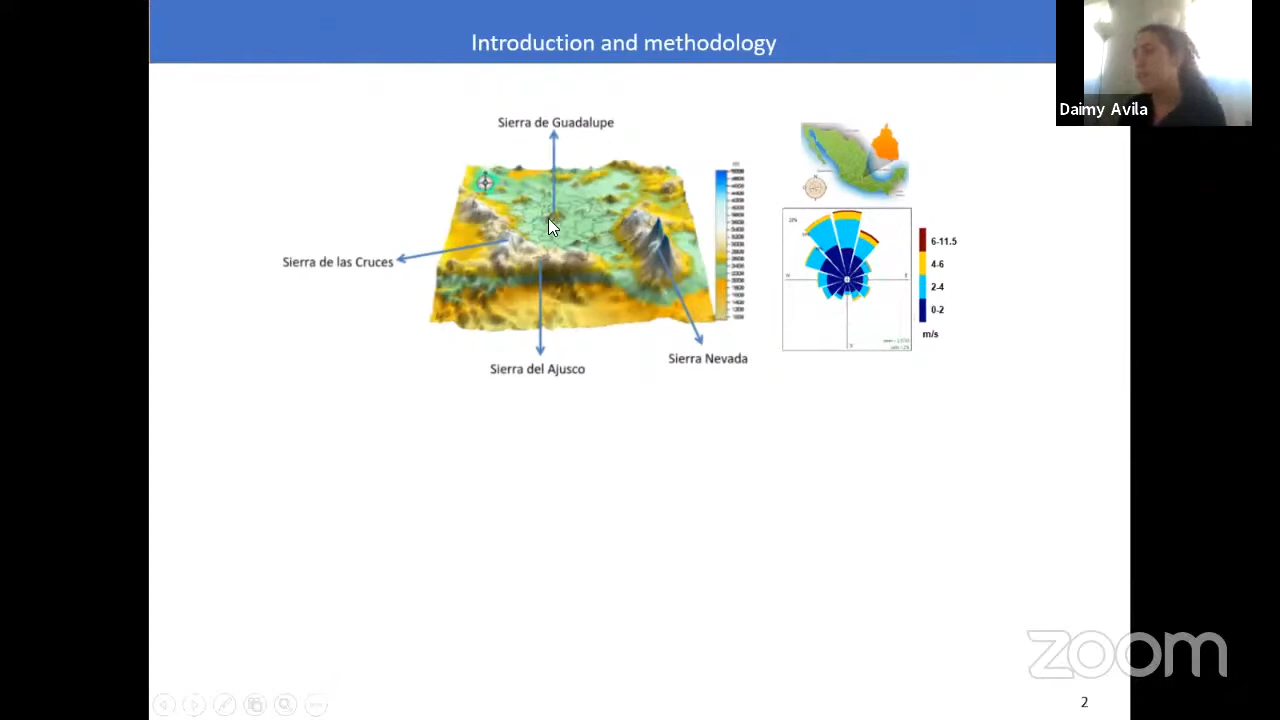 Introduction and methodology
Daimy Avila
Sierra de Guadalupe
Sierra de las Cruces
Sierra del Ajusco
Sierra Nevada
6-11.5
4-6
2-4
0-2
m/s
zoom
2